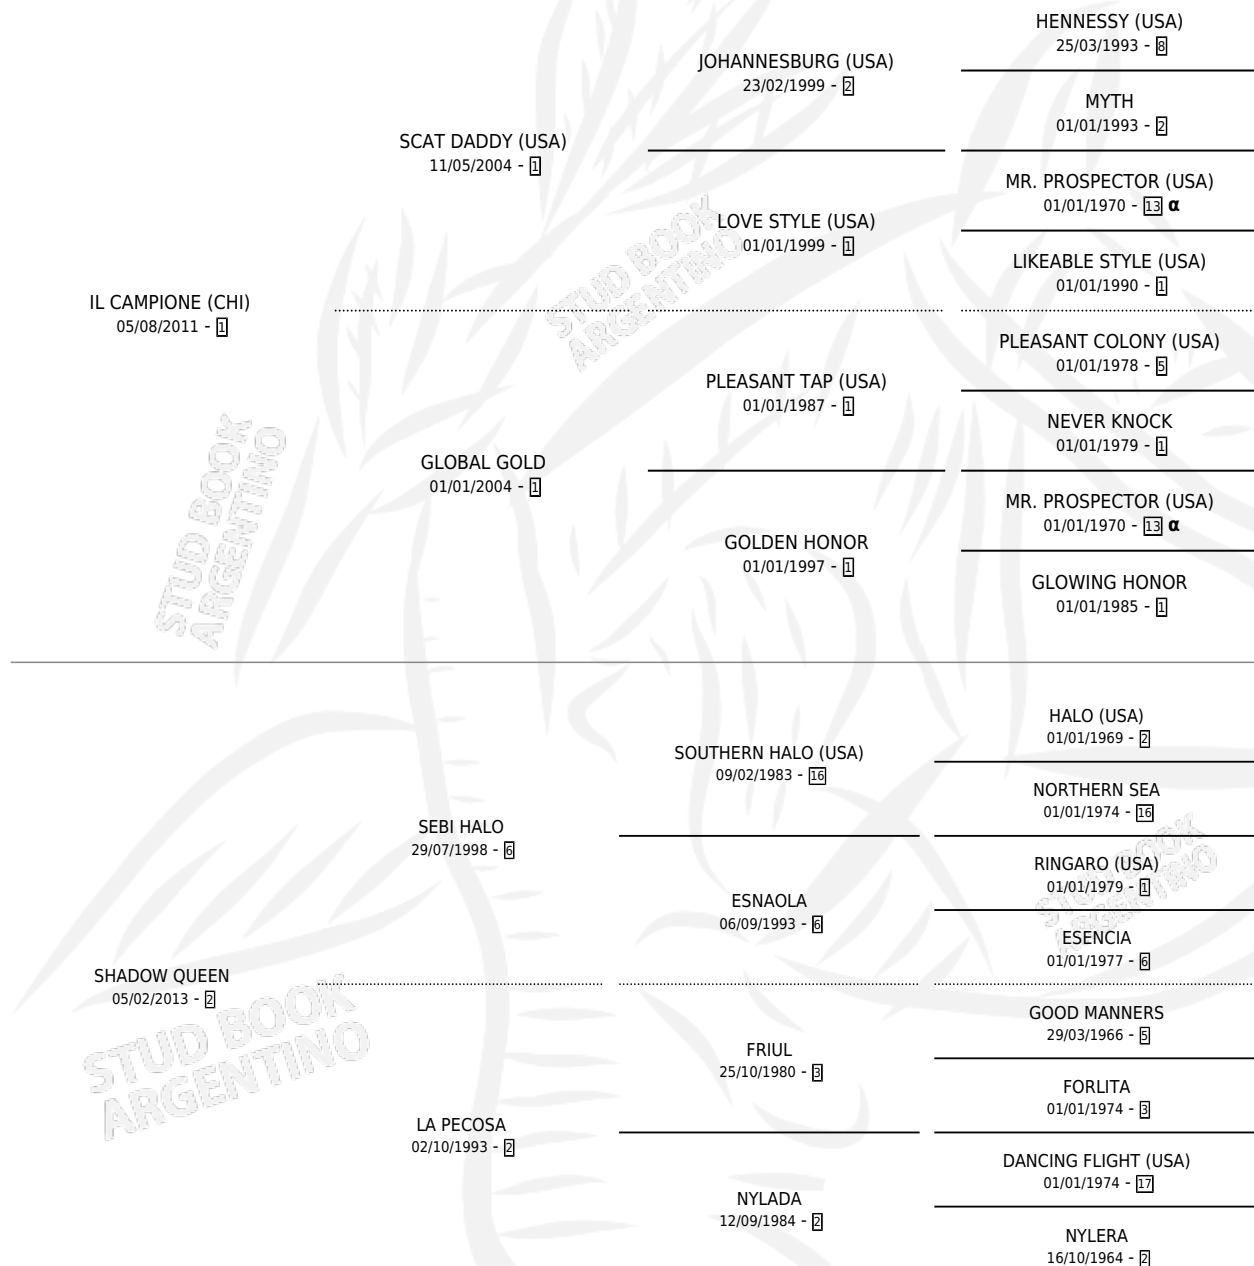 HENNESSY (USA)
25/03/1993 - 8
JOHANNESBURG (USA)
23/02/1999 - 2
MYTH
01/01/1993 - 2
SCAT DADDY (USA)
11/05/2004 - 1
MR. PROSPECTOR (USA)
01/01/1970 - 13 α
LOVE STYLE (USA)
01/01/1999 - 1
LIKEABLE STYLE (USA)
01/01/1990 - 1
IL CAMPIONE (CHI)
05/08/2011 - 1
PLEASANT COLONY (USA)
01/01/1978 - 5
PLEASANT TAP (USA)
01/01/1987 - 1
NEVER KNOCK
01/01/1979 - 1
GLOBAL GOLD
01/01/2004 - 1
MR. PROSPECTOR (USA)
01/01/1970 - 13 α
GOLDEN HONOR
01/01/1997 - 1
GLOWING HONOR
01/01/1985 - 1
HALO (USA)
01/01/1969 - 2
SOUTHERN HALO (USA)
09/02/1983 - 16
NORTHERN SEA
01/01/1974 - 16
SEBI HALO
29/07/1998 - 6
RINGARO (USA)
01/01/1979 - 1
ESNAOLA
06/09/1993 - 6
ESENCIA
01/01/1977 - 6
SHADOW QUEEN
05/02/2013 - 2
GOOD MANNERS
29/03/1966 - 5
FRIUL
25/10/1980 - 3
FORLITA
01/01/1974 - 3
LA PECOSA
02/10/1993 - 2
DANCING FLIGHT (USA)
01/01/1974 - 17
NYLADA
12/09/1984 - 2
NYLERA
16/10/1964 - 2
STUD BOOK
ARGENTINO
STUD BOOK
ARGENTINO
STUD BOOK
ARGENTINO
STUD BOOK
ARGENTINO